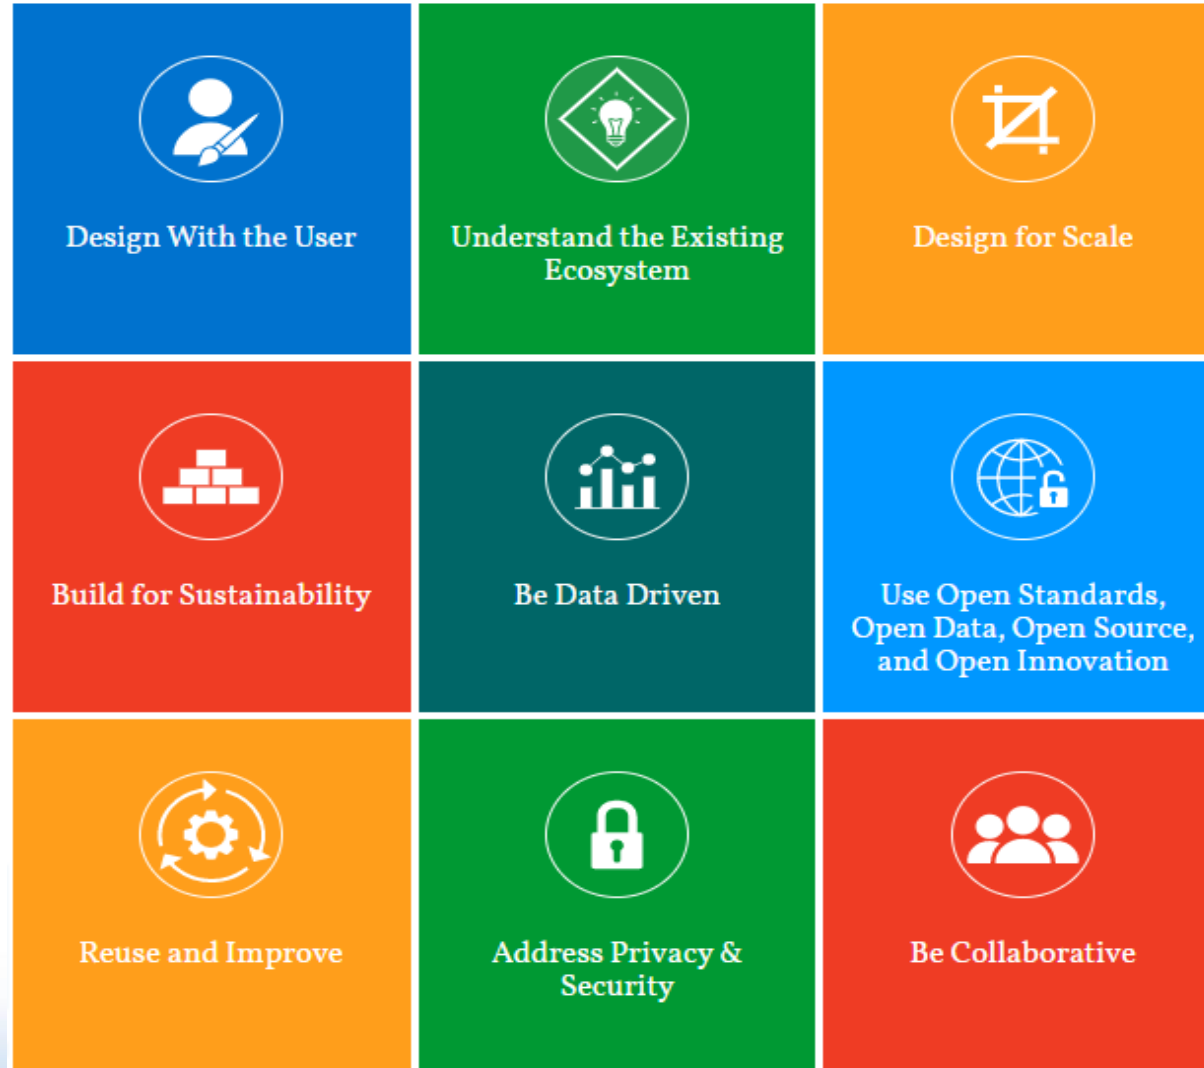 Design With the User
Understand the Existing
Ecosystem
Design for Scale
Build for Sustainability
Be Data Driven
Use Open Standards,
Open Data, Open Source,
and Open Innovation
Reuse and Improve
Address Privacy &
Security
Be Collaborative